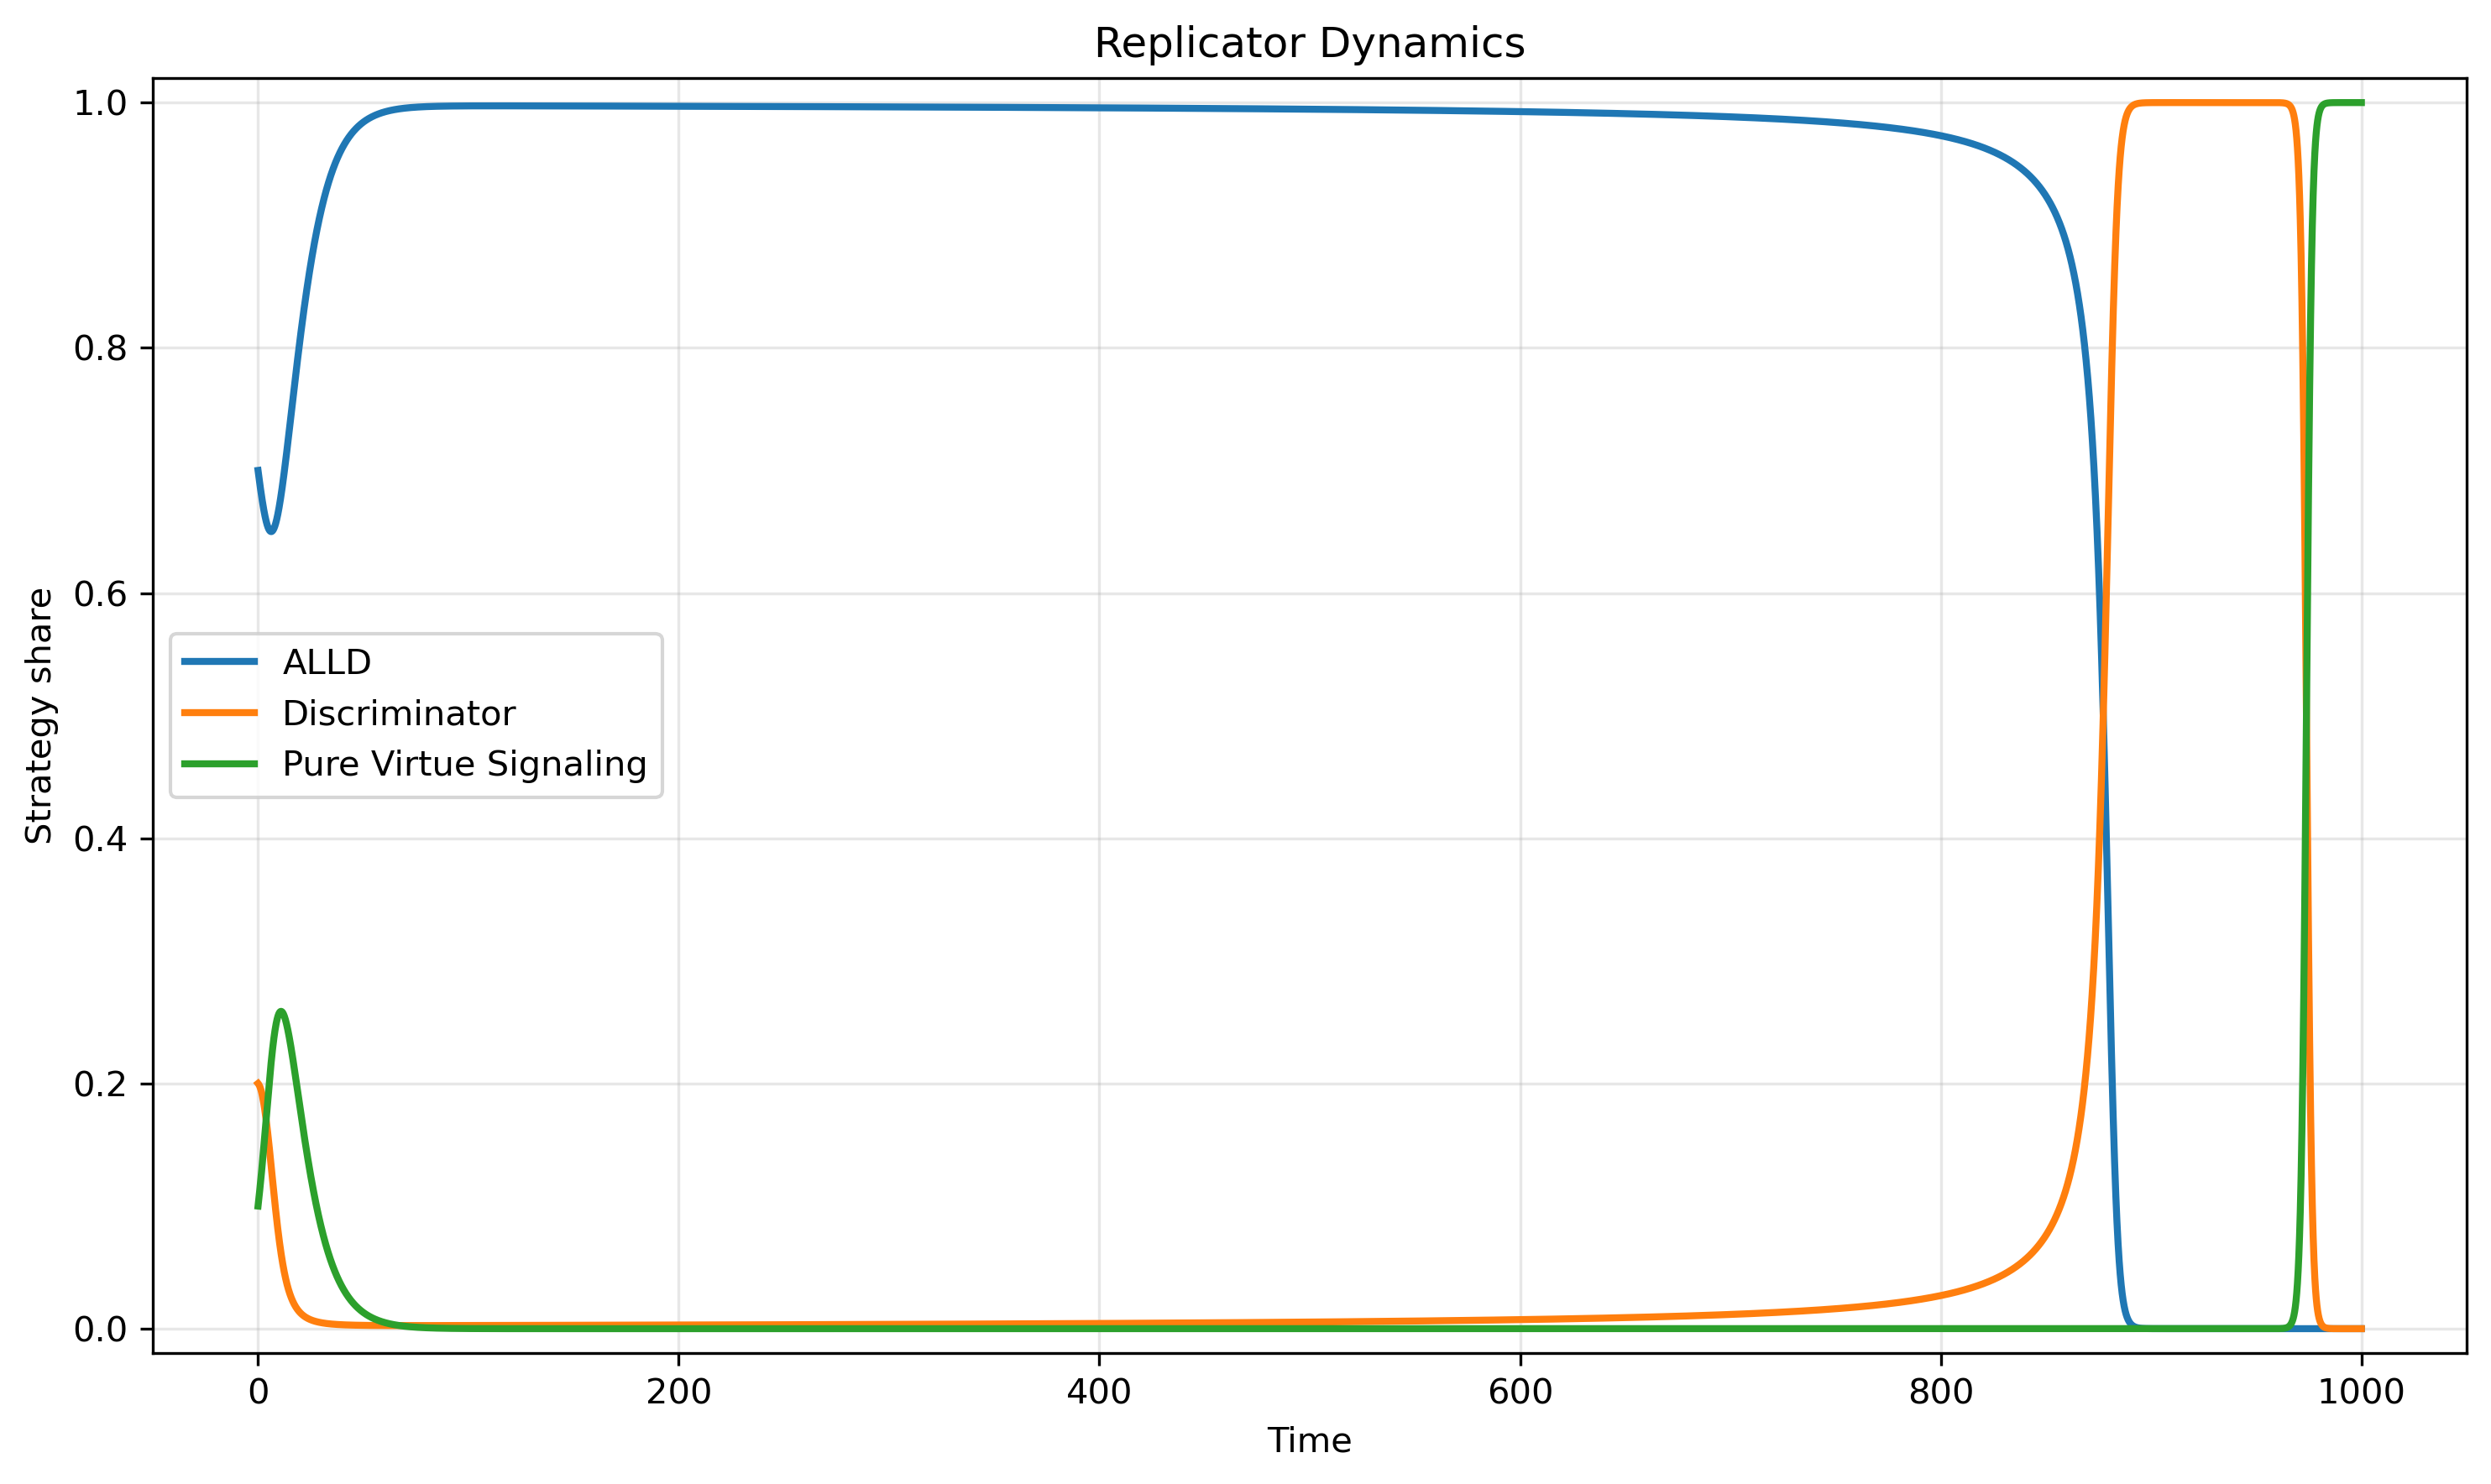 Replicator Dynamics
Strategy share
1.0
0.8
0.6
0.4
0.2
0.0
ALLD
Discriminator
Pure Virtue Signaling
0
200
400
600
800
1000
Time